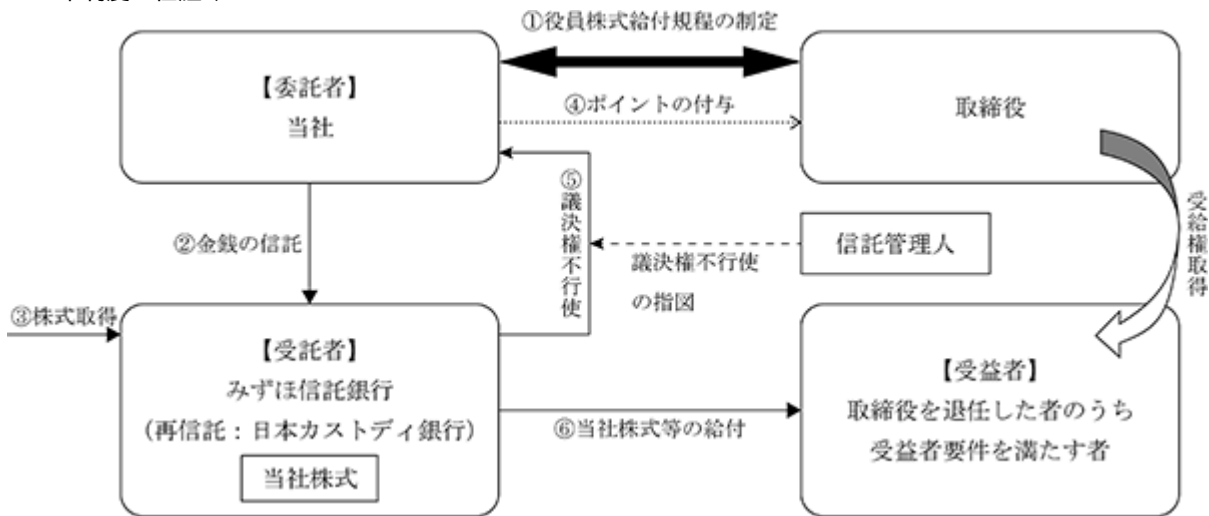 ①役員株式給付規程の制定
【委託者】
当社
④ポイントの付与
取締役
②金銭の信託
⑤議決権不行使
議決権不行使
の指図
信託管理人
受給権取得
③株式取得
【受託者】
みずほ信託銀行
（再信託：日本カストディ銀行）
当社株式
⑥当社株式等の給付
【受益者】
取締役を退任した者のうち
受益者要件を満たす者